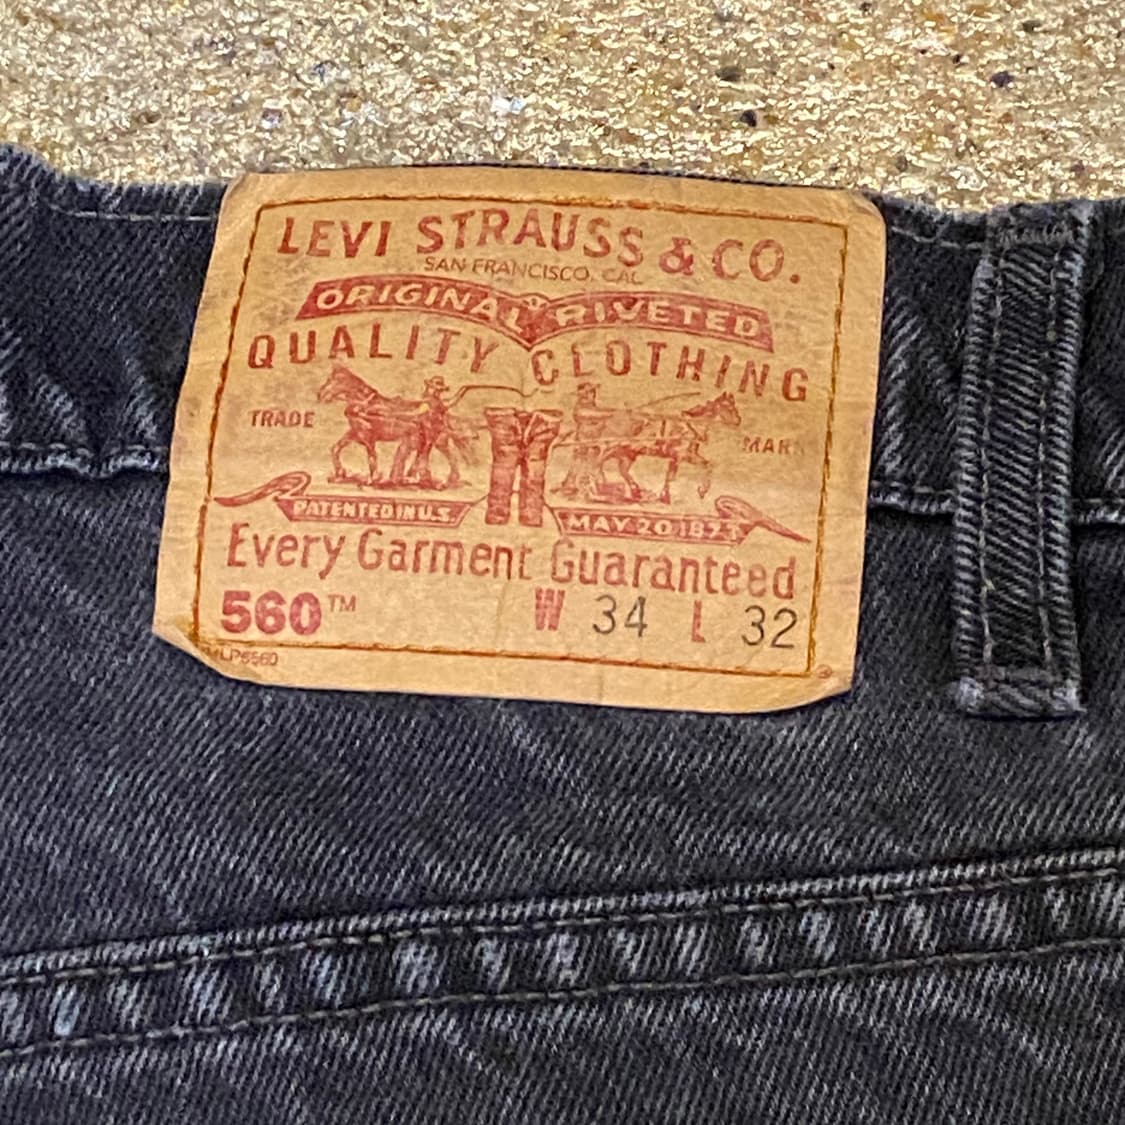 LEVI STRAUSS & CO.
SAN FRANCISCO, CAL
ORIGINAL RIVETED
QUALITY CLOTHING
TRADE MARK
PATENTED IN U.S. MAY 20 1873
Every Garment Guaranteed
560™ W 34 L 32